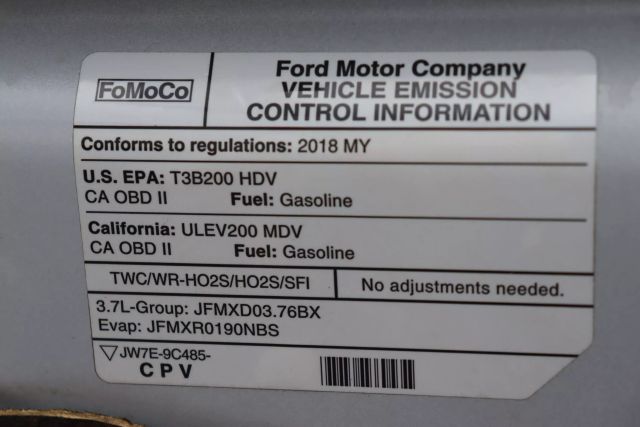 FoMoCo
Ford Motor Company
VEHICLE EMISSION
CONTROL INFORMATION
Conforms to regulations: 2018 MY
U.S. EPA: T3B200 HDV
CA OBD II Fuel: Gasoline
California: ULEV200 MDV
CA OBD II Fuel: Gasoline
TWC/WR-HO2S/HO2S/SFI No adjustments needed.
3.7L-Group: JFMXD03.76BX
Evap: JFMXR0190NBS
JW7E-9C485-
CPV